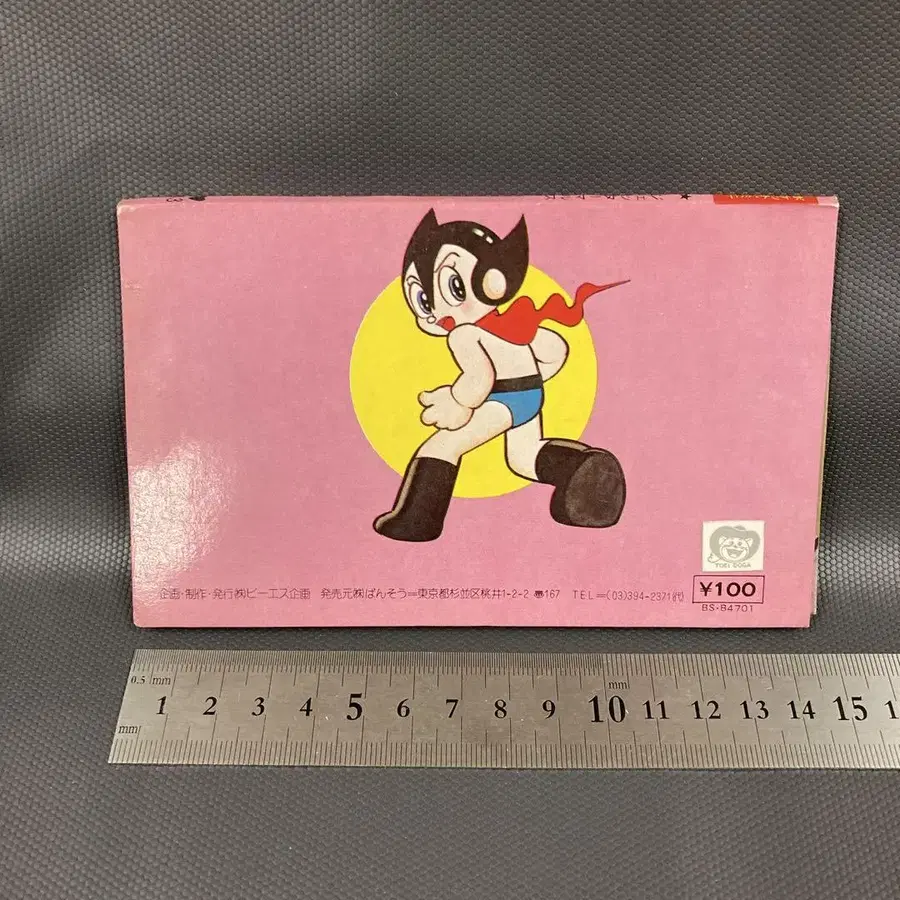 TOEI DOGA
¥100
BS-84701
企画・制作・発行㈱ビーエス企画 発売元㈱ばんそう=東京都杉並区桃井1-2-2 〠167 TEL=(03)394-2371㈹
0.5 mm
mm
1 2 3 4 5 6 7 8 9 10 11 12 13 14 15 1
mm